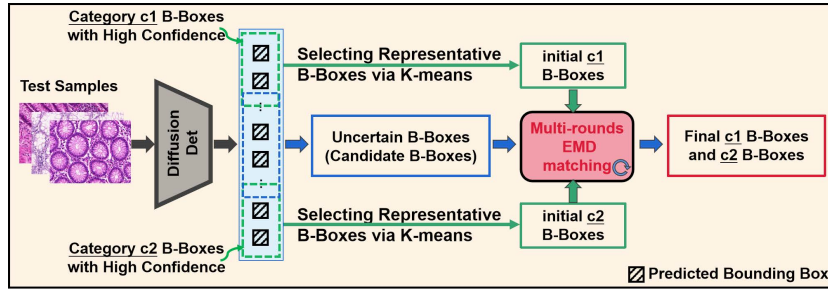 Category c1 B-Boxes
with High Confidence
Test Samples
Diffusion
Det
Selecting Representative
B-Boxes via K-means
initial c1
B-Boxes
Uncertain B-Boxes
(Candidate B-Boxes)
Multi-rounds
EMD
matching
Final c1 B-Boxes
and c2 B-Boxes
Selecting Representative
B-Boxes via K-means
initial c2
B-Boxes
Category c2 B-Boxes
with High Confidence
Predicted Bounding Box